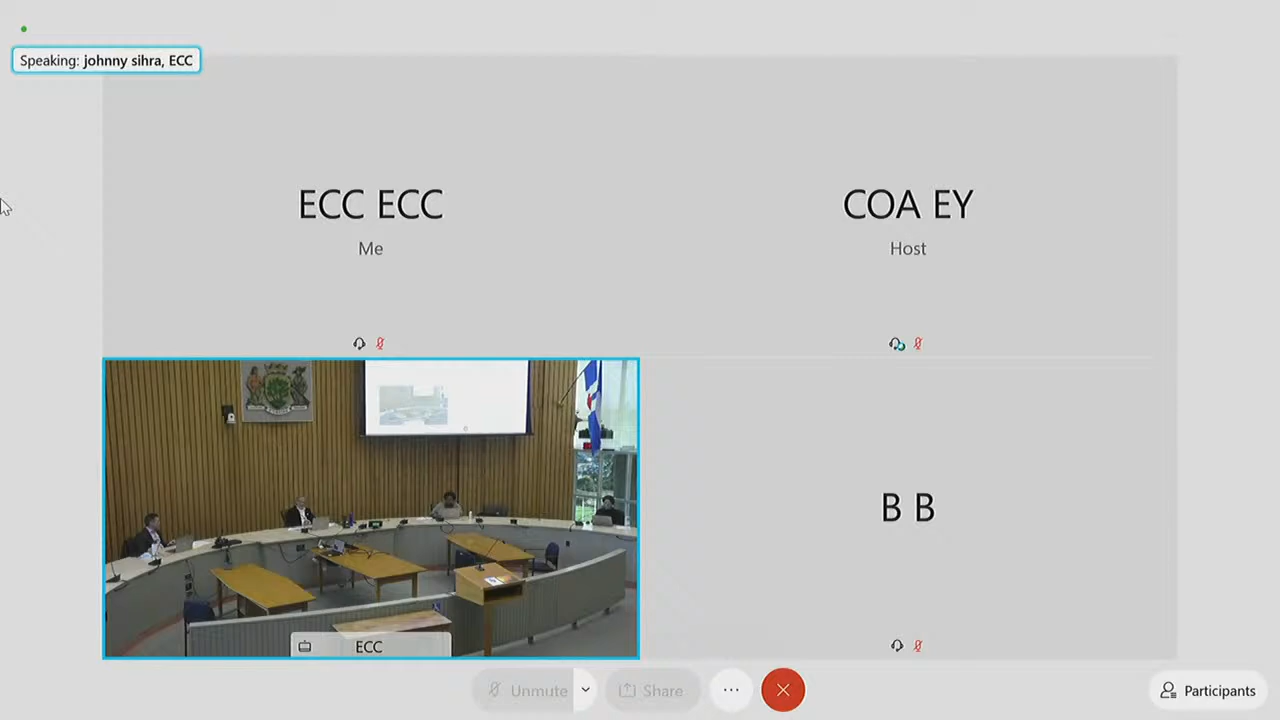 Speaking: johnny sihra, ECC
ECC ECC
Me
COA EY
Host
ECC
B B
Unmute
Share
Participants